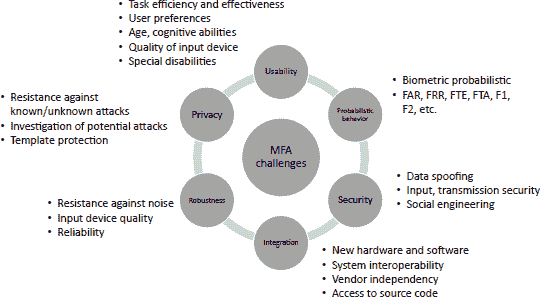 • Task efficiency and effectiveness
• User preferences
• Age, cognitive abilities
• Quality of input device
• Special disabilities
Usability
• Biometric probabilistic
• FAR, FRR, FTE, FTA, F1,
F2, etc.
Probabilistic
behavior
• Data spoofing
• Input, transmission security
• Social engineering
Security
• New hardware and software
• System interoperability
• Vendor independency
• Access to source code
Integration
• Resistance against noise
• Input device quality
• Reliability
Robustness
• Resistance against
known/unknown attacks
• Investigation of potential attacks
• Template protection
Privacy
MFA
challenges